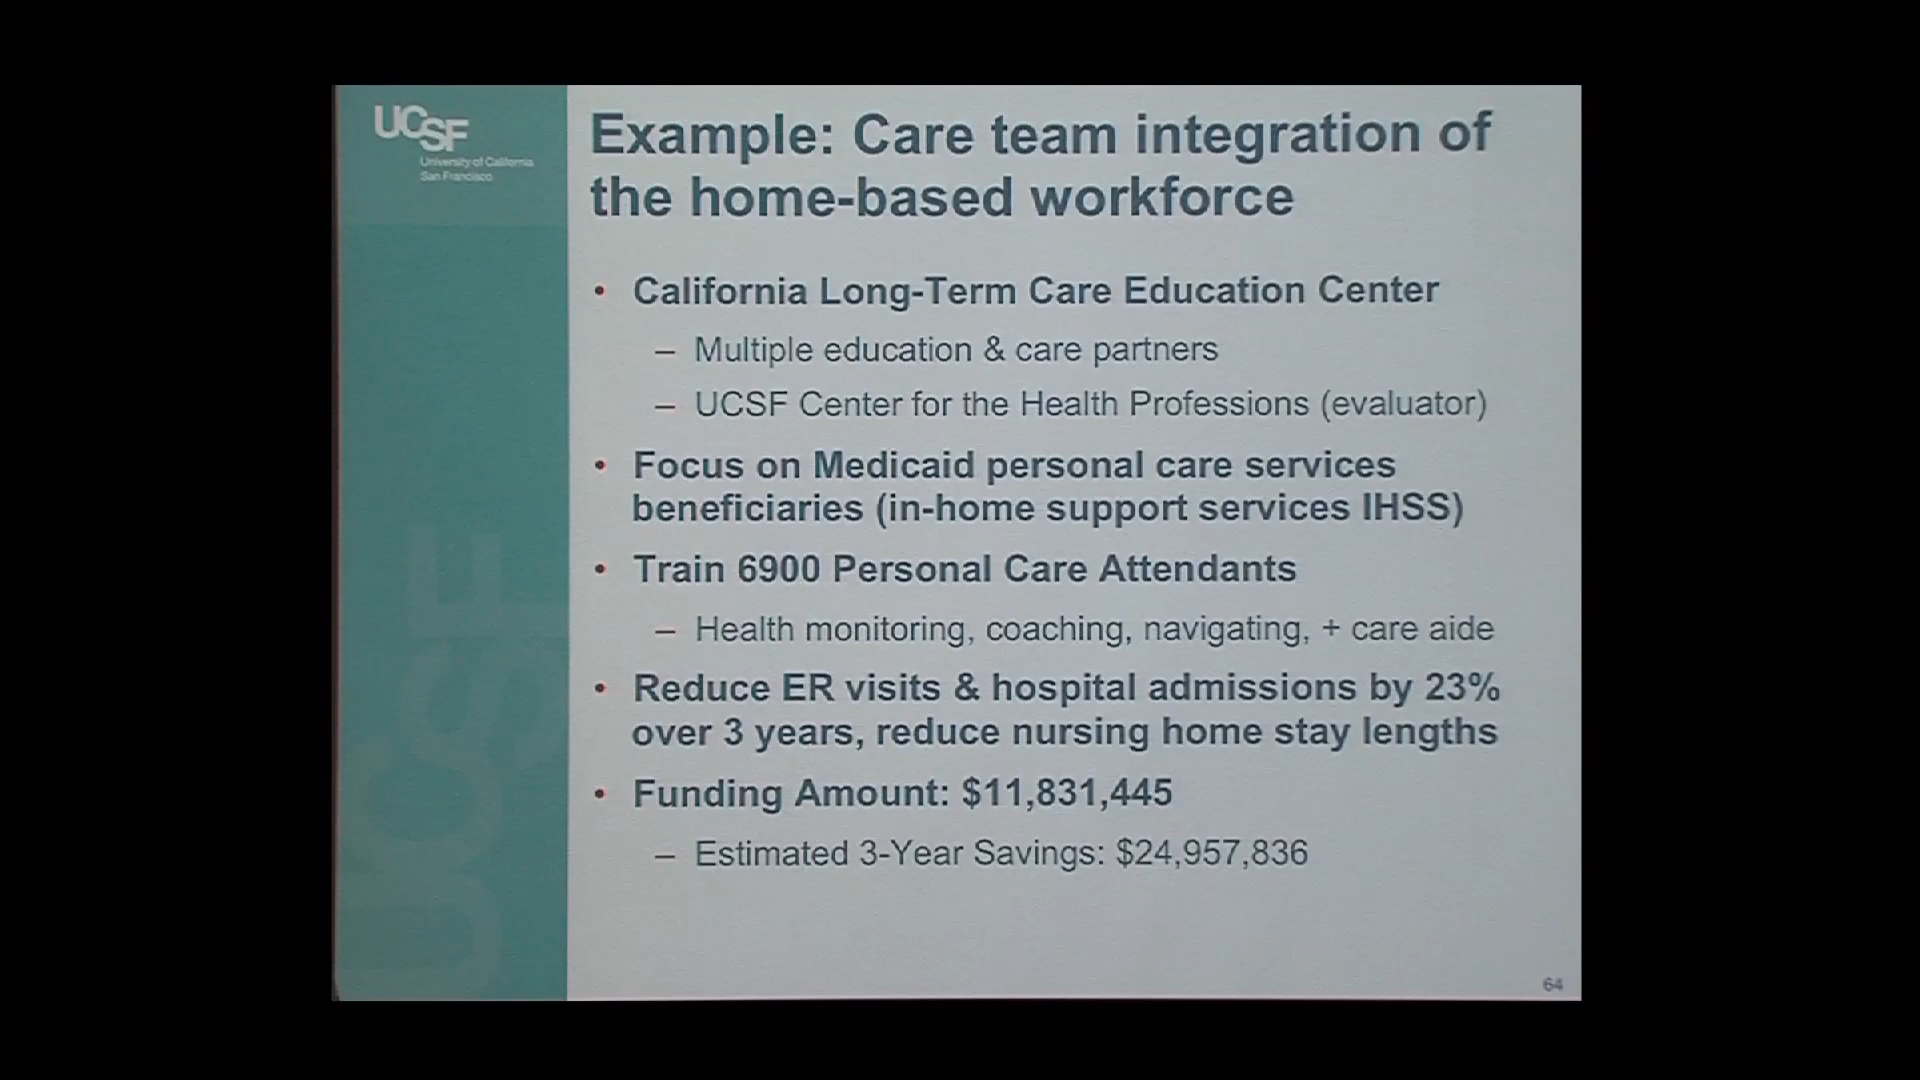 UCSF
University of California
San Francisco
Example: Care team integration of
the home-based workforce
• California Long-Term Care Education Center
– Multiple education & care partners
– UCSF Center for the Health Professions (evaluator)
• Focus on Medicaid personal care services
beneficiaries (in-home support services IHSS)
• Train 6900 Personal Care Attendants
– Health monitoring, coaching, navigating, + care aide
• Reduce ER visits & hospital admissions by 23%
over 3 years, reduce nursing home stay lengths
• Funding Amount: $11,831,445
– Estimated 3-Year Savings: $24,957,836
UCSF
64